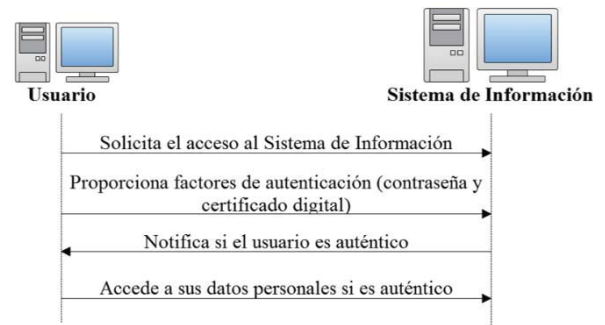 Usuario
Sistema de Información
Solicita el acceso al Sistema de Información
Proporciona factores de autenticación (contraseña y
certificado digital)
Notifica si el usuario es auténtico
Accede a sus datos personales si es auténtico